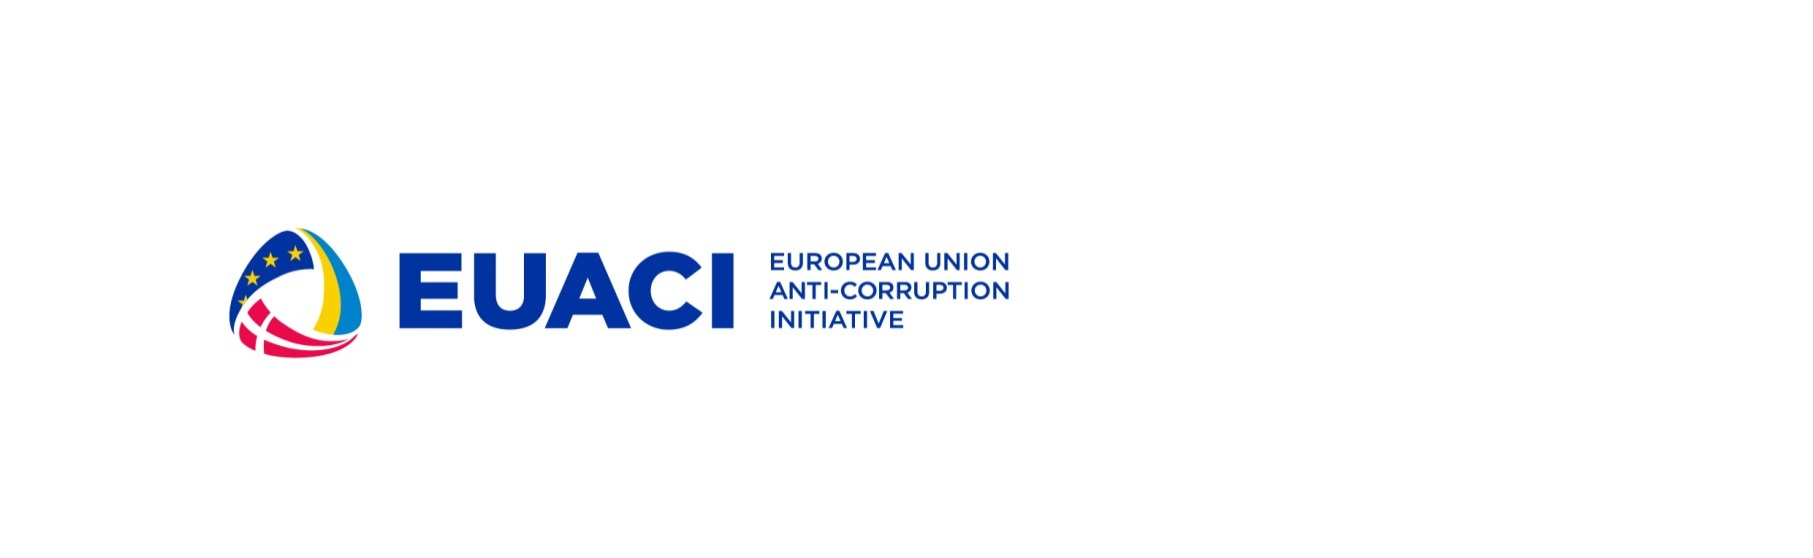 EUACI
EUROPEAN UNION
ANTI-CORRUPTION
INITIATIVE